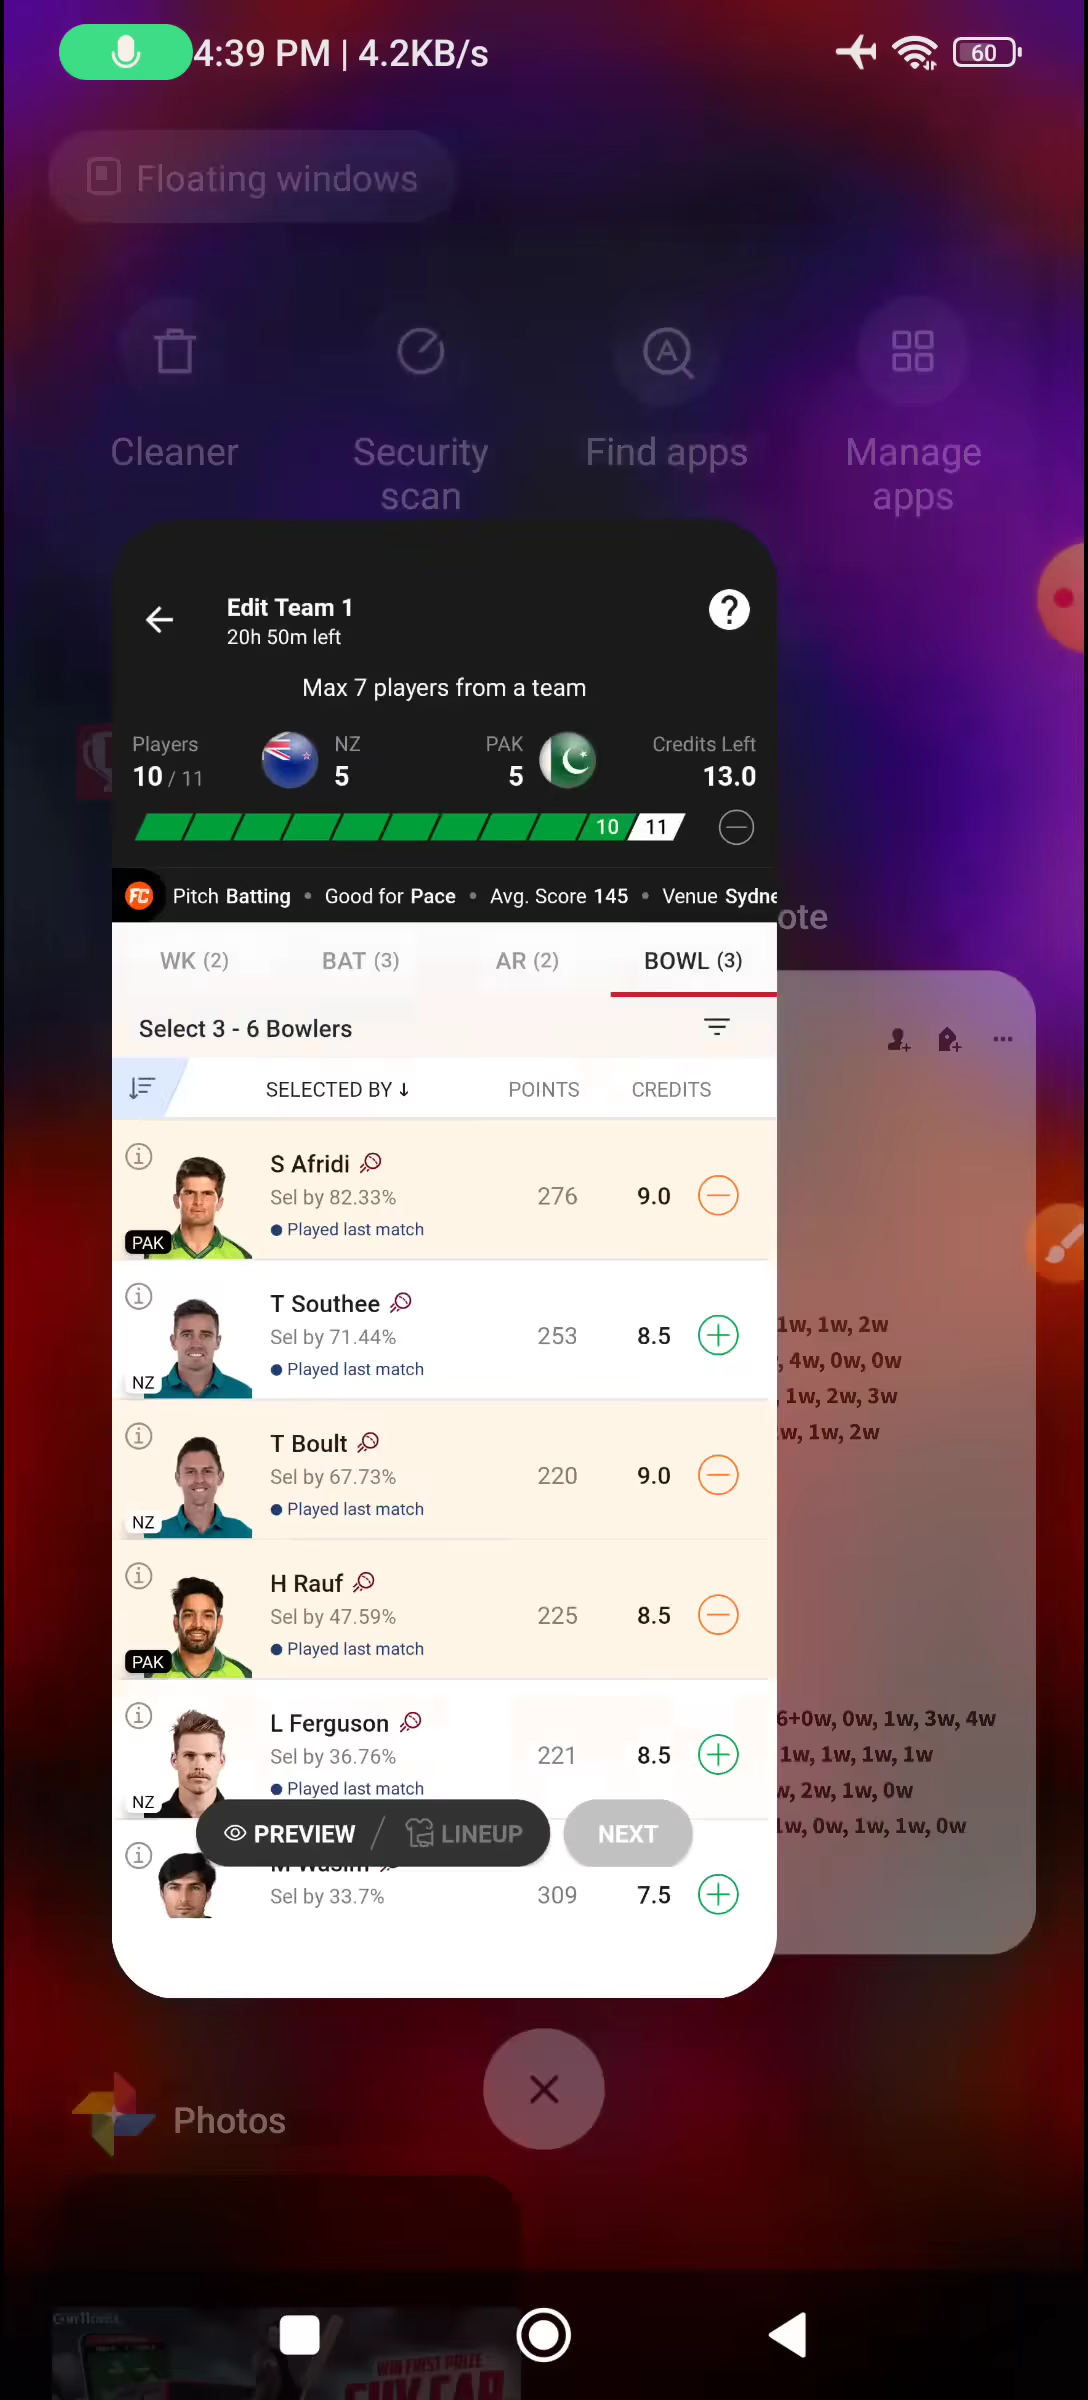 4:39 PM | 4.2KB/s
60
Floating windows
Cleaner
Security scan
Find apps
Manage apps
Edit Team 1
20h 50m left
?
Max 7 players from a team
Players
10 / 11
NZ
5
PAK
5
Credits Left
13.0
10
11
FC Pitch Batting • Good for Pace • Avg. Score 145 • Venue Sydne
ote
WK (2)
BAT (3)
AR (2)
BOWL (3)
Select 3 - 6 Bowlers
SELECTED BY ↓
POINTS
CREDITS
S Afridi
Sel by 82.33%
276
9.0
Played last match
PAK
T Southee
Sel by 71.44%
253
8.5
Played last match
NZ
1w, 1w, 2w
, 4w, 0w, 0w
, 1w, 2w, 3w
w, 1w, 2w
T Boult
Sel by 67.73%
220
9.0
Played last match
NZ
H Rauf
Sel by 47.59%
225
8.5
Played last match
PAK
L Ferguson
Sel by 36.76%
221
8.5
Played last match
NZ
6+0w, 0w, 1w, 3w, 4w
1w, 1w, 1w, 1w
w, 2w, 1w, 0w
1w, 0w, 1w, 1w, 0w
PREVIEW
LINEUP
NEXT
M Wasim
Sel by 33.7%
309
7.5
Photos
WIN FIRST PRIZE